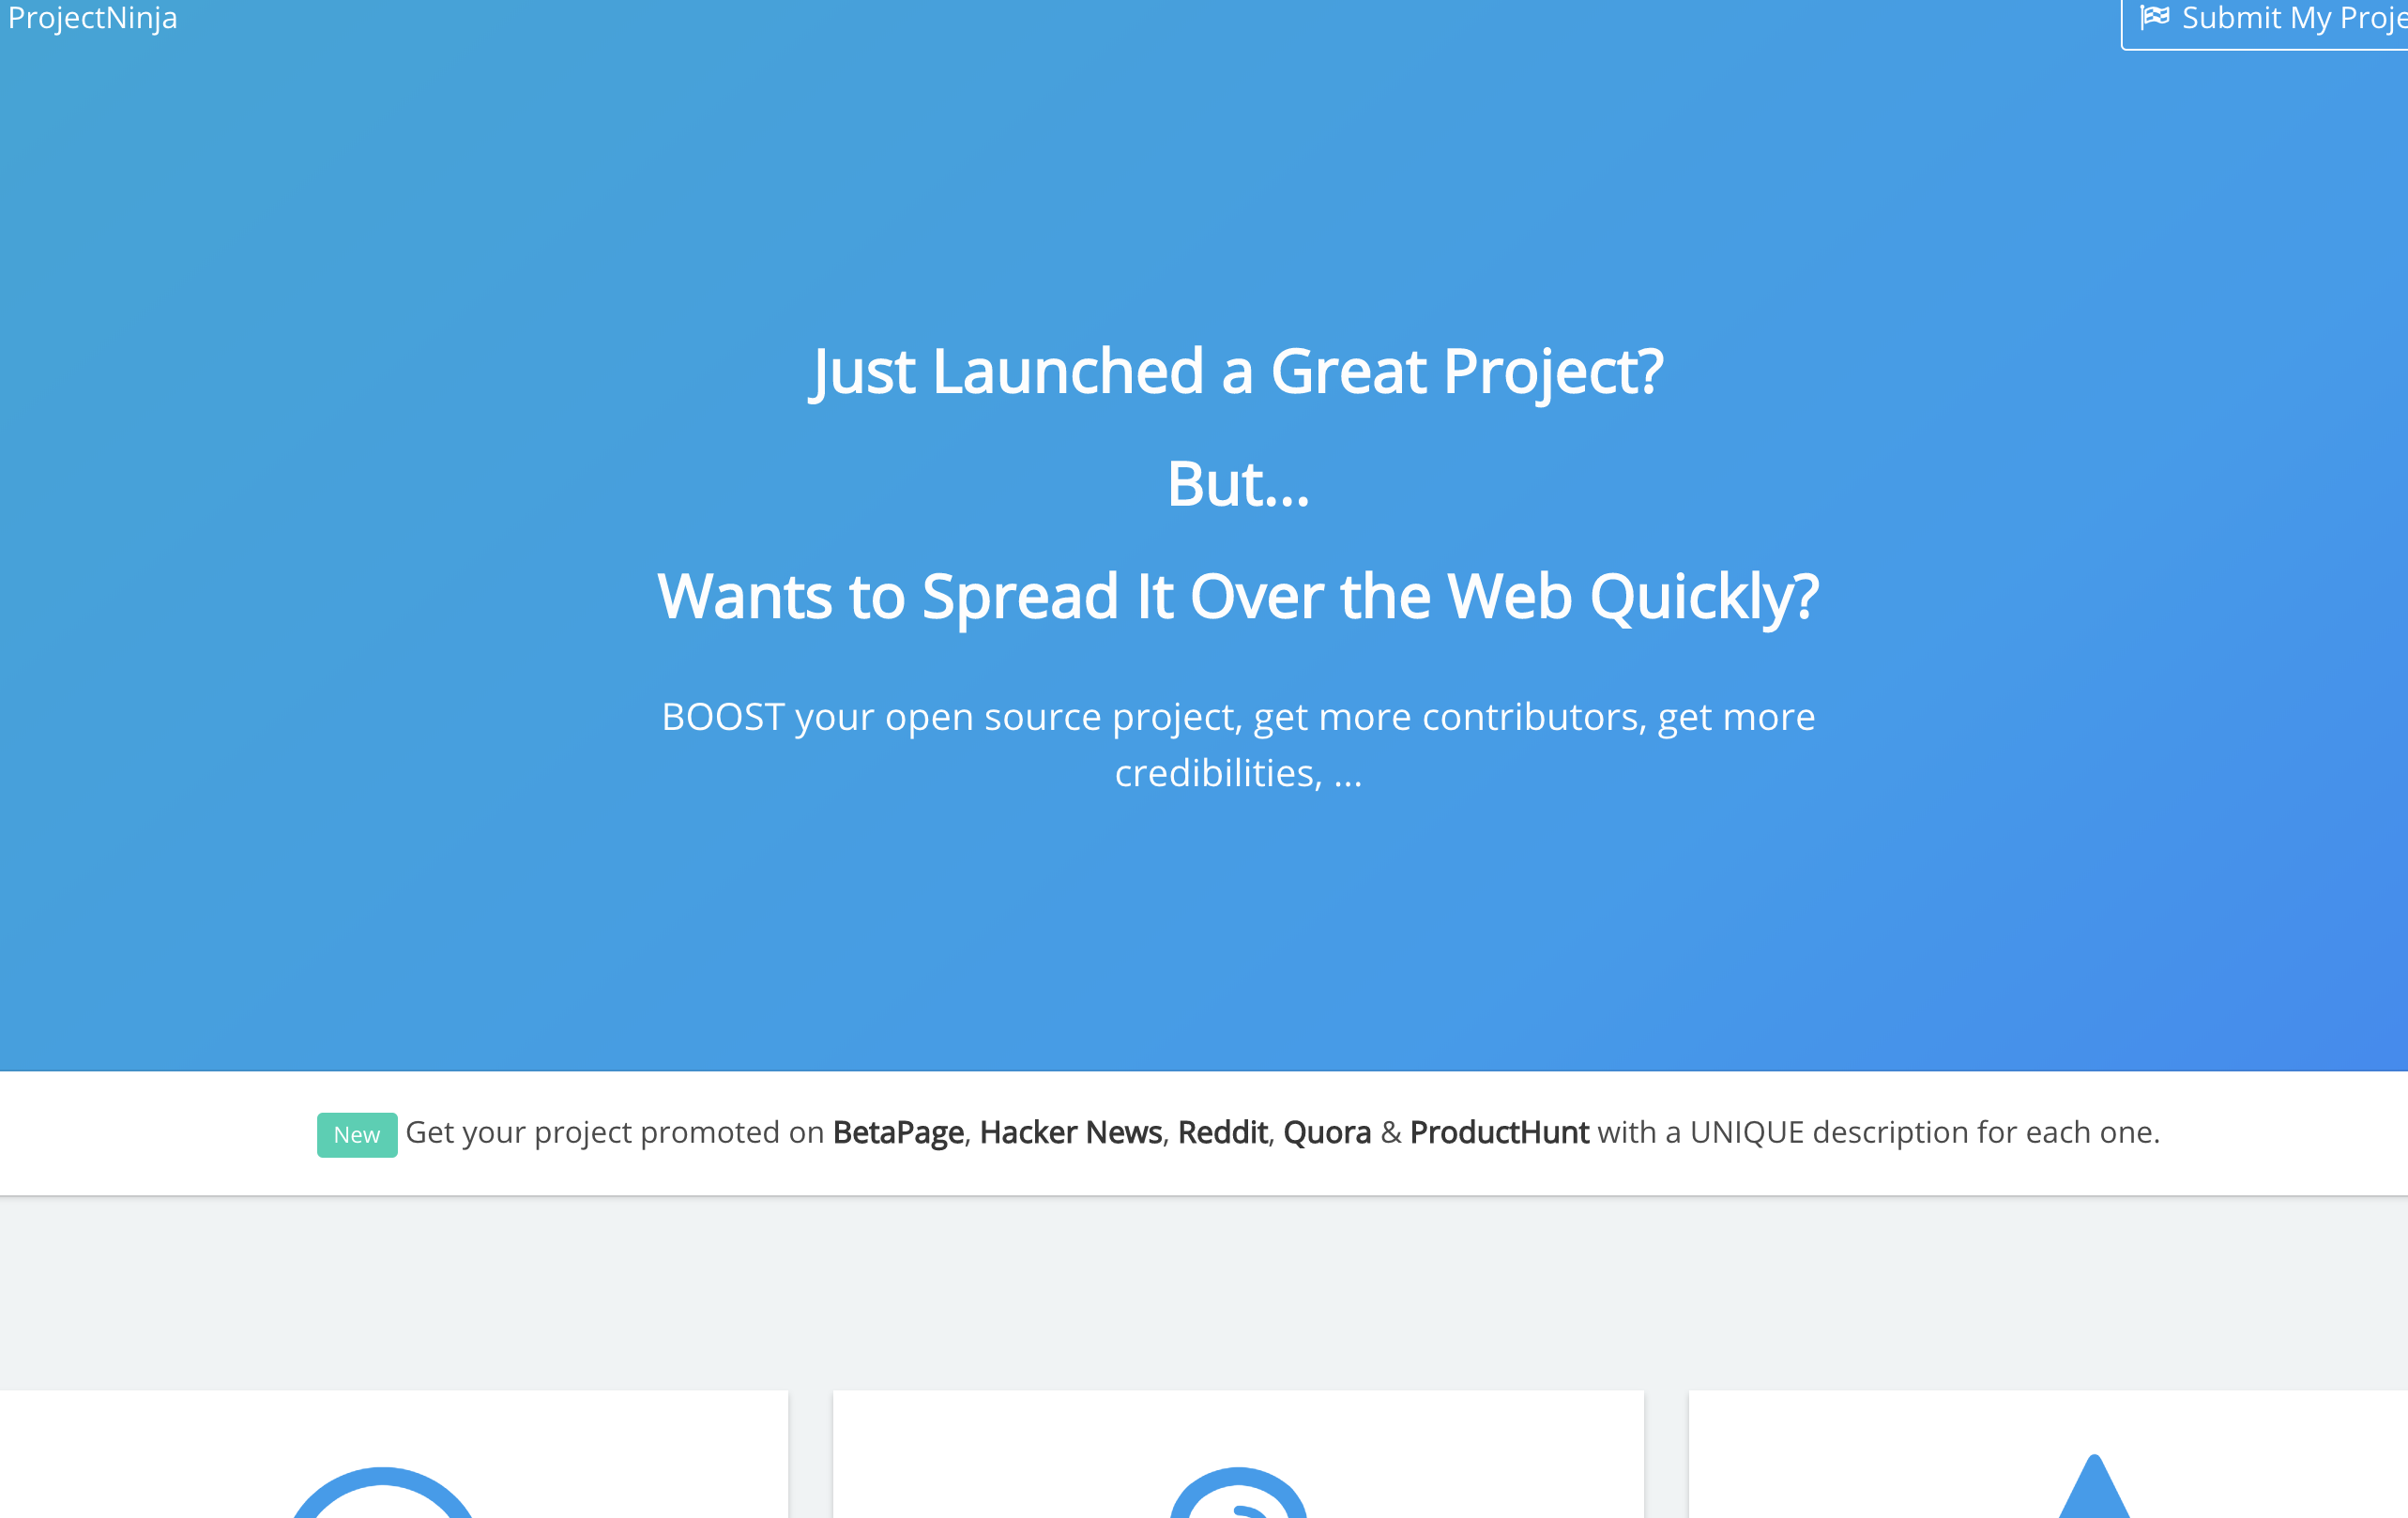 ProjectNinja
Submit My
Just Launched a Great Project?
But...
Wants to Spread It Over the Web Quickly?
BOOST your open source project, get more contributors, get more
credibilities, ...
New Get your project promoted on BetaPage, Hacker News, Reddit, Quora & ProductHunt with a UNIQUE description for each one.